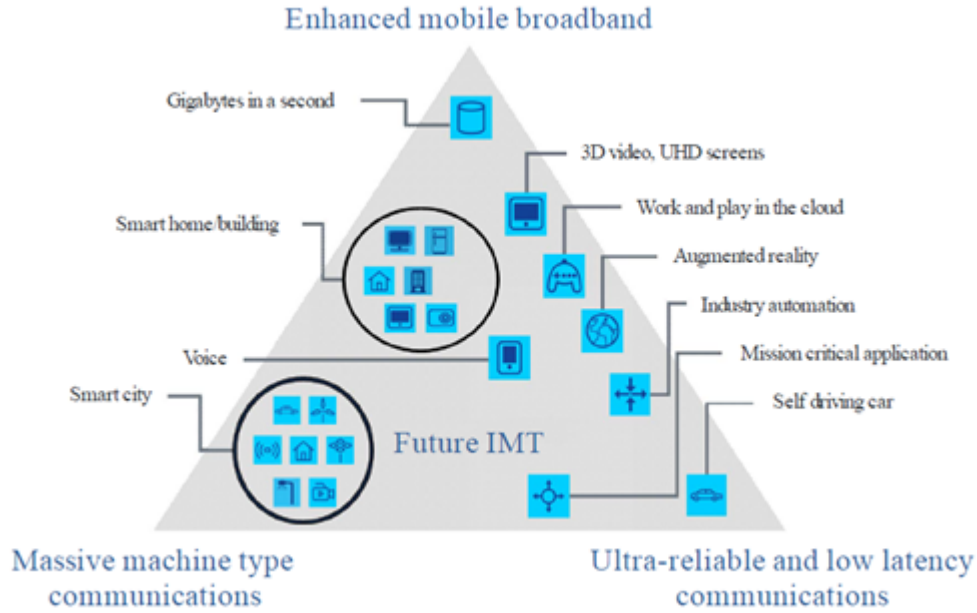 Enhanced mobile broadband
Gigabytes in a second
3D video, UHD screens
Smart home/building
Work and play in the cloud
Augmented reality
Industry automation
Voice
Mission critical application
Smart city
Self driving car
Future IMT
Massive machine type
communications
Ultra-reliable and low latency
communications